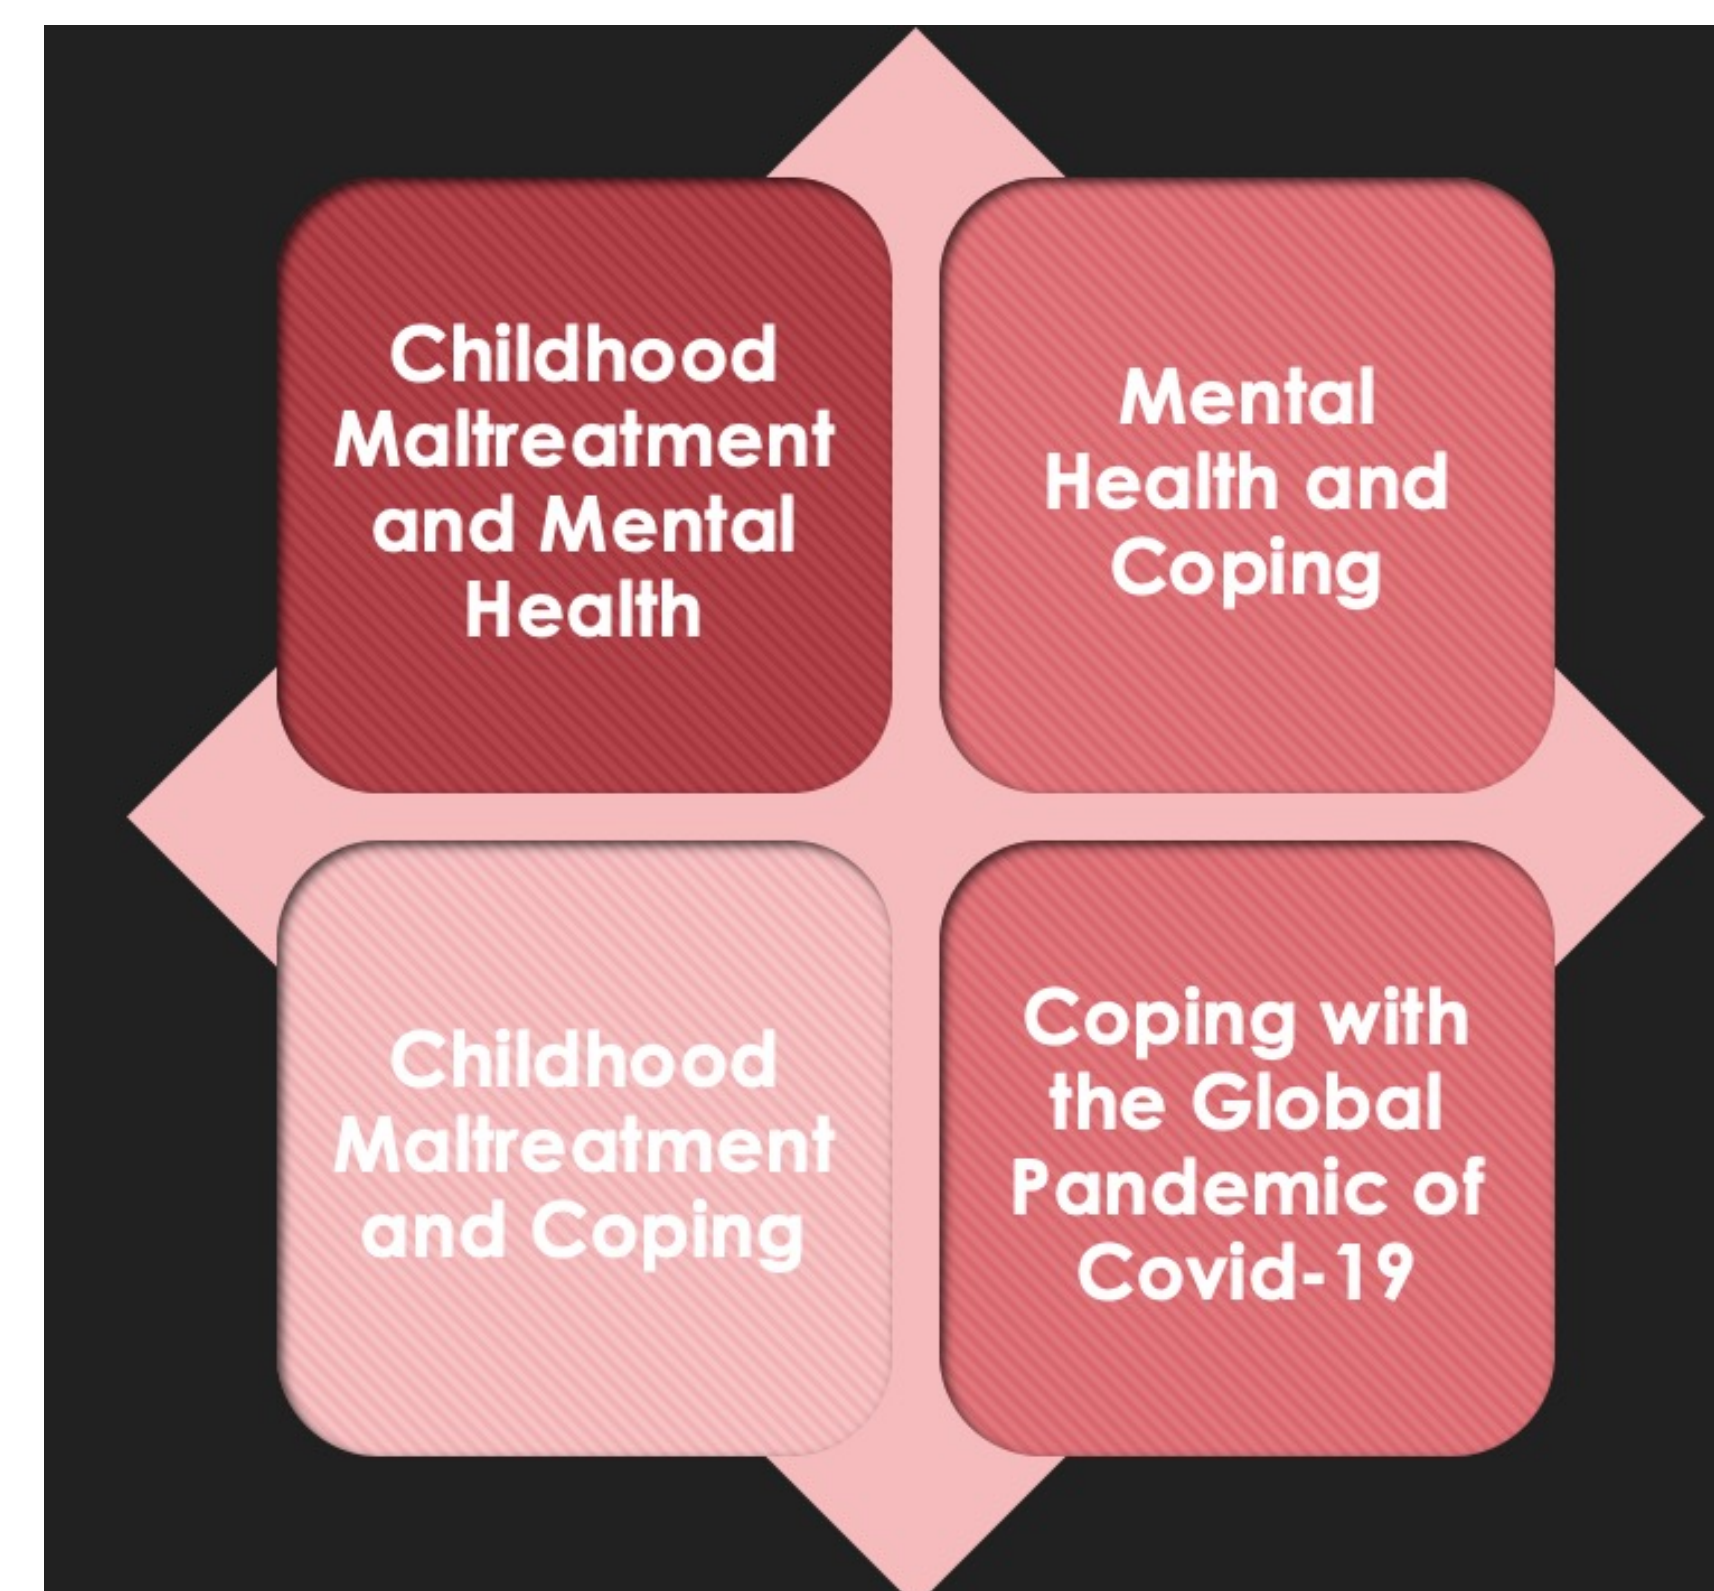 Childhood
Maltreatment
and Mental
Health
Mental
Health and
Coping
Childhood
Maltreatment
and Coping
Coping with
the Global
Pandemic of
Covid-19